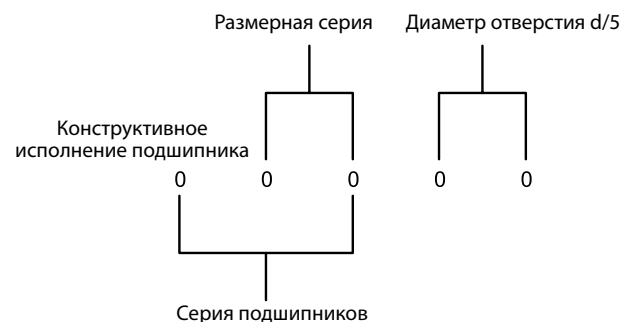 Размерная серия
Диаметр отверстия d/5
Конструктивное
исполнение подшипника
0 0 0 0 0
Серия подшипников